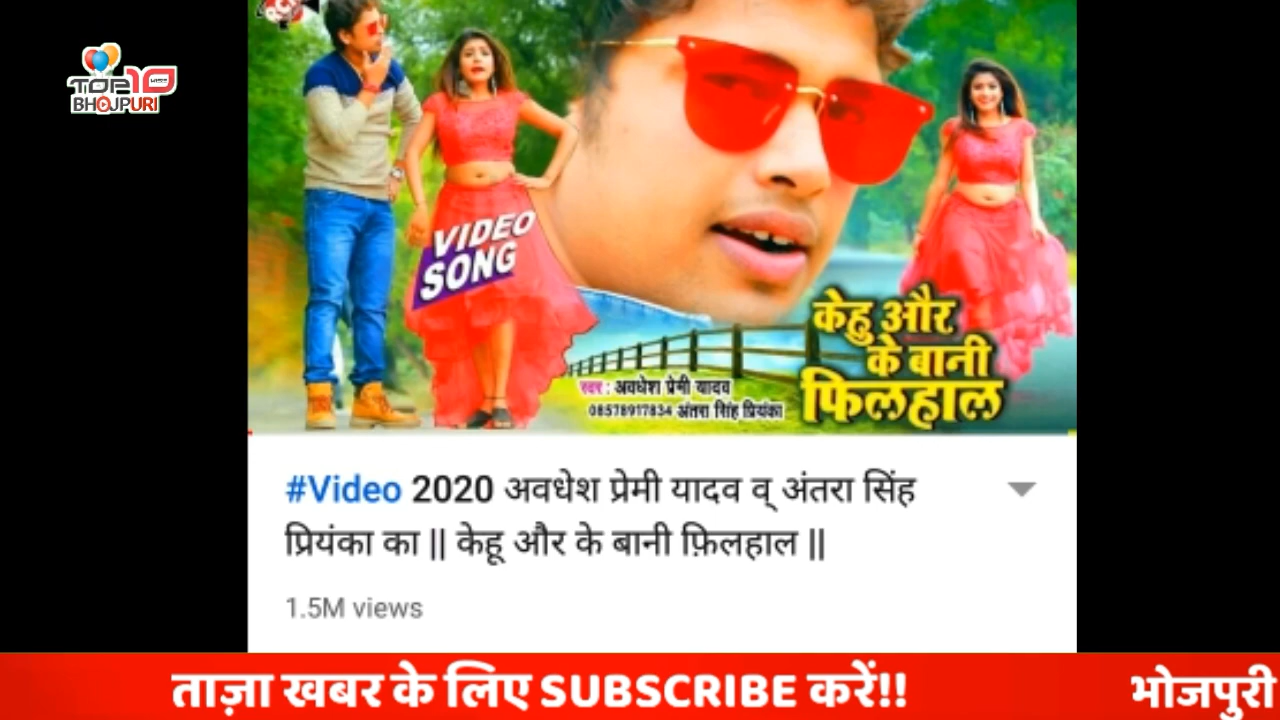 TOP 10
BHOJPURI
VIDEO
SONG
केहु और
के बानी
फिलहाल
स्वर : अवधेश प्रेमी यादव
08578917834 अंतरा सिंह प्रियंका
#Video 2020 अवधेश प्रेमी यादव व् अंतरा सिंह
प्रियंका का || केहू और के बानी फ़िलहाल ||
1.5M views
ताज़ा खबर के लिए SUBSCRIBE करें!! भोजपुरी